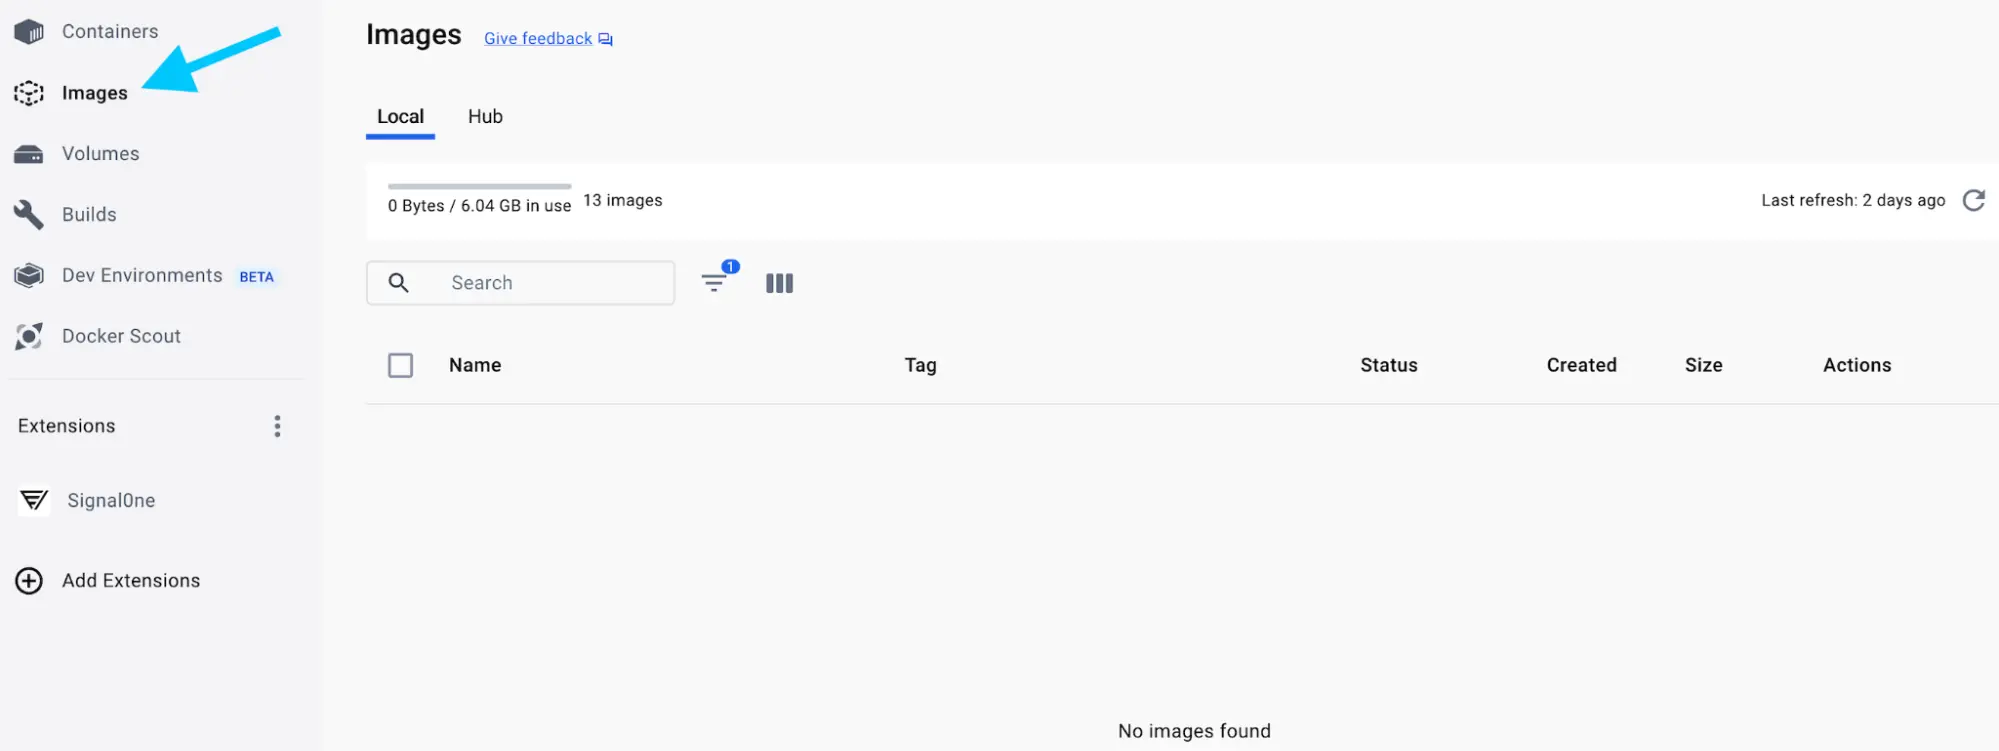 Containers
Images
Volumes
Builds
Dev Environments BETA
Docker Scout
Extensions
Signal0ne
Add Extensions
Images Give feedback
Local Hub
0 Bytes / 6.04 GB in use 13 images
Last refresh: 2 days ago
Search
1
Name Tag Status Created Size Actions
No images found